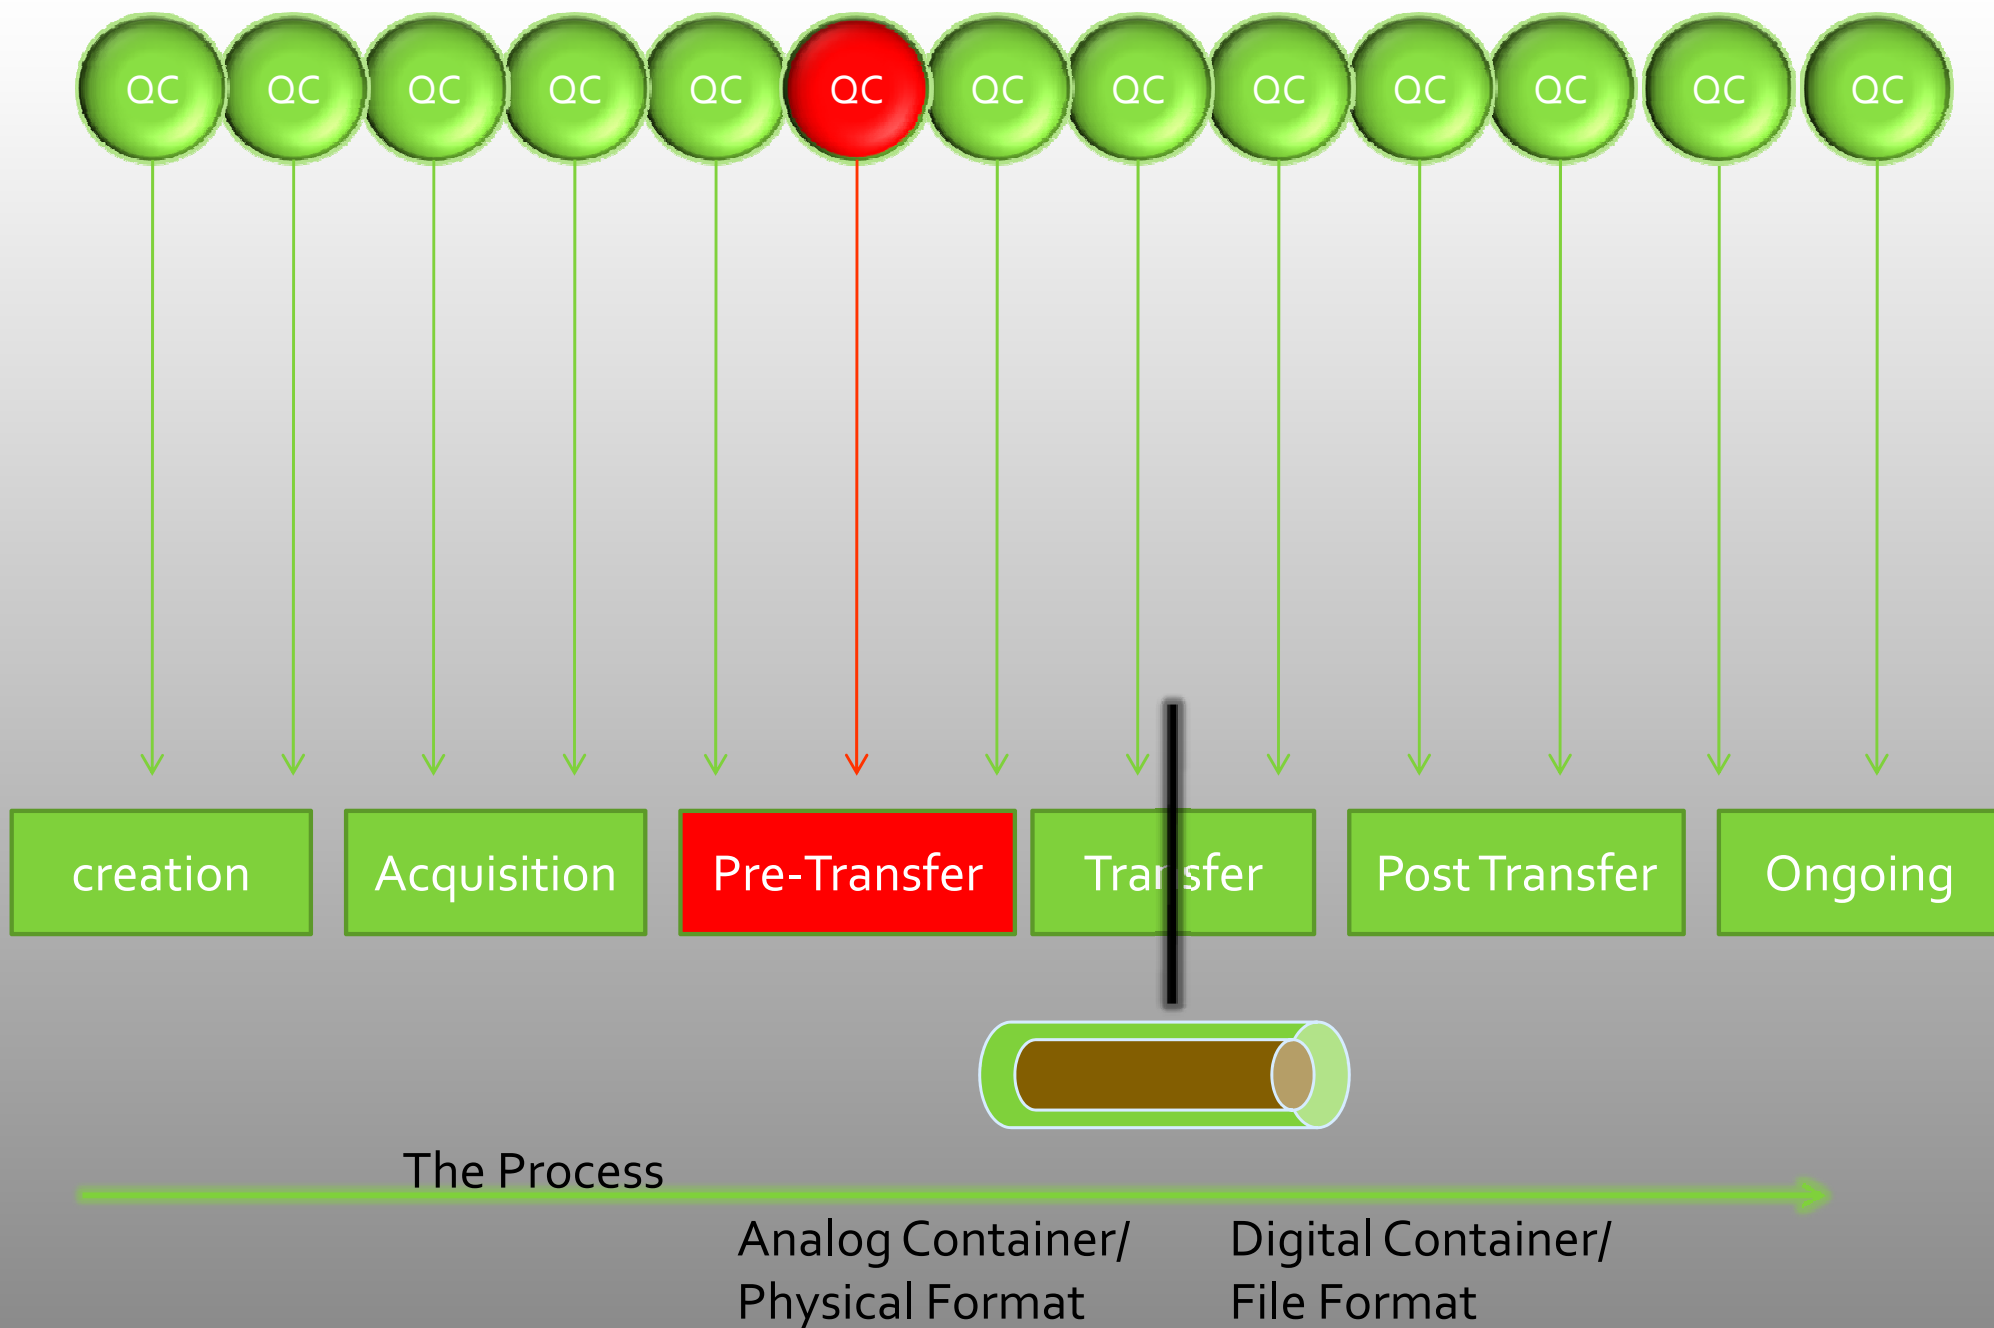 QC QC QC QC QC QC QC QC QC QC QC QC QC
creation Acquisition Pre-Transfer Transfer Post Transfer Ongoing
The Process
Analog Container/ Digital Container/
Physical Format File Format